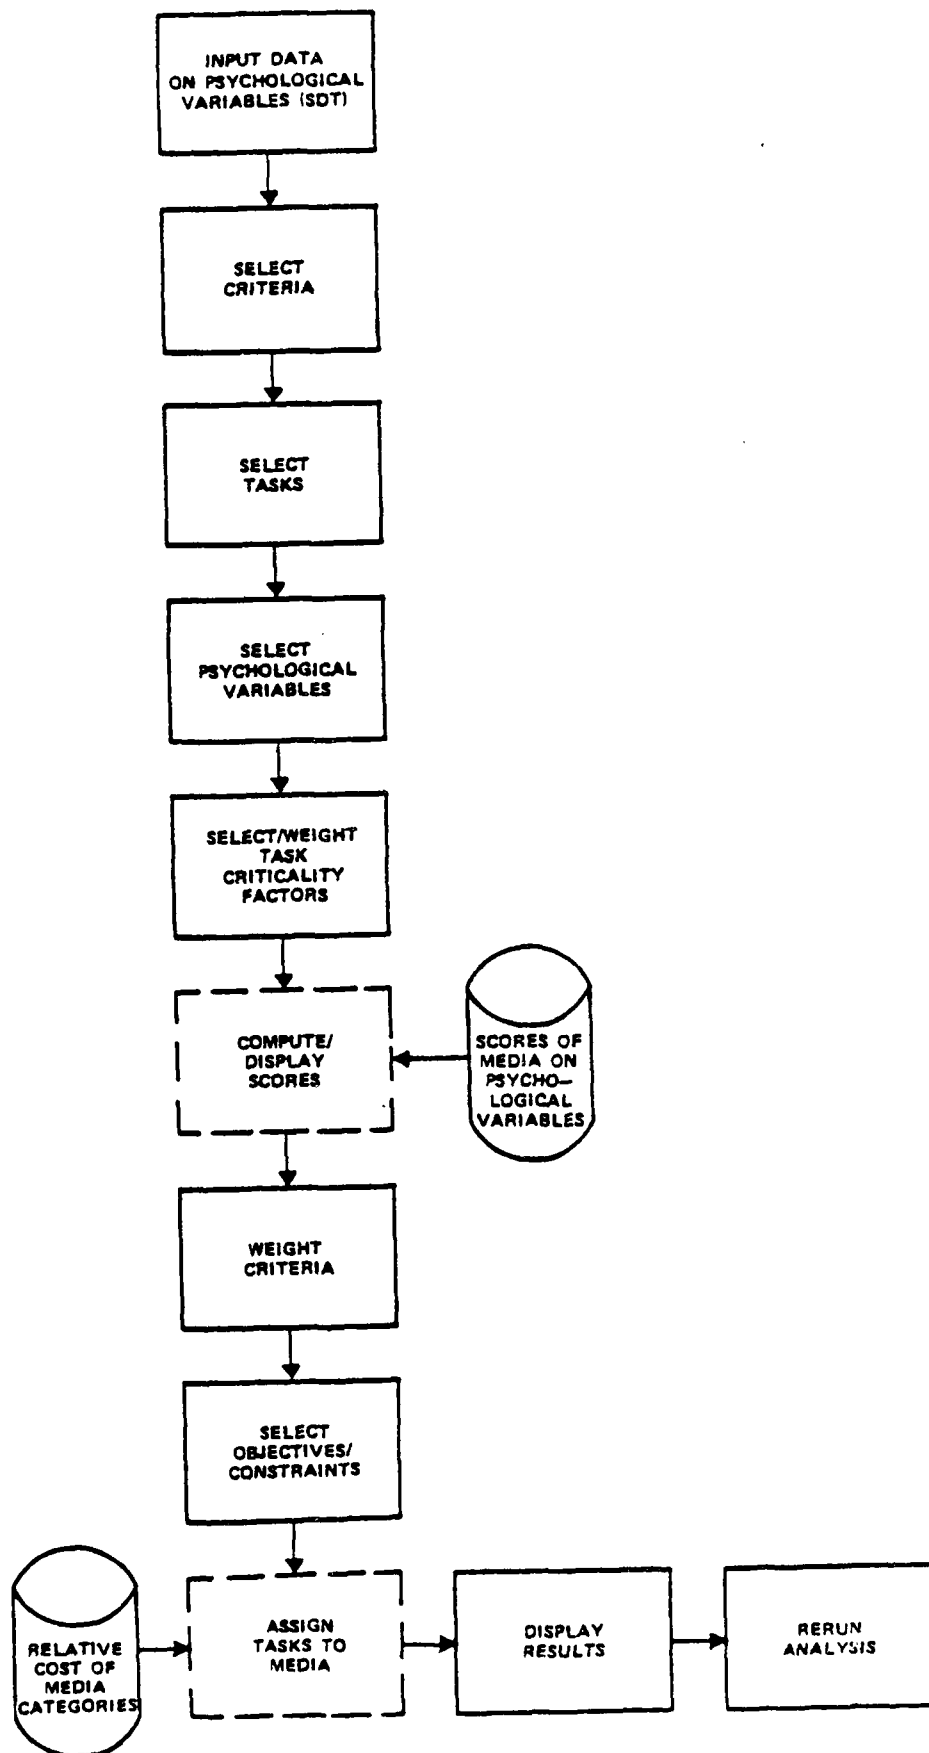 INPUT DATA
ON PSYCHOLOGICAL
VARIABLES (SDT)
SELECT
CRITERIA
SELECT
TASKS
SELECT
PSYCHOLOGICAL
VARIABLES
SELECT/WEIGHT
TASK
CRITICALITY
FACTORS
COMPUTE/
DISPLAY
SCORES
SCORES OF
MEDIA ON
PSYCHO-
LOGICAL
VARIABLES
WEIGHT
CRITERIA
SELECT
OBJECTIVES/
CONSTRAINTS
RELATIVE
COST OF
MEDIA
CATEGORIES
ASSIGN
TASKS TO
MEDIA
DISPLAY
RESULTS
RERUN
ANALYSIS